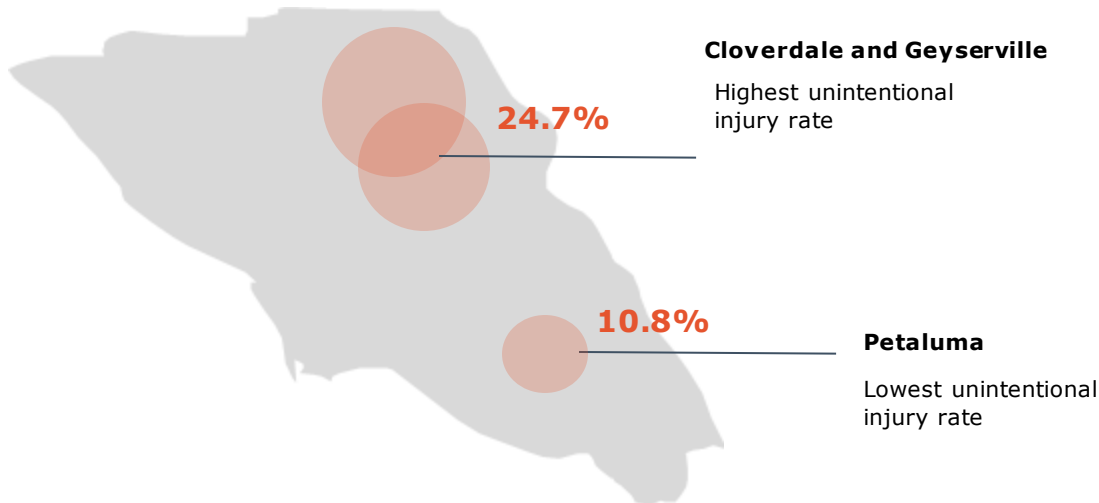 Cloverdale and Geyserville
Highest unintentional
injury rate
24.7%
10.8%
Petaluma
Lowest unintentional
injury rate